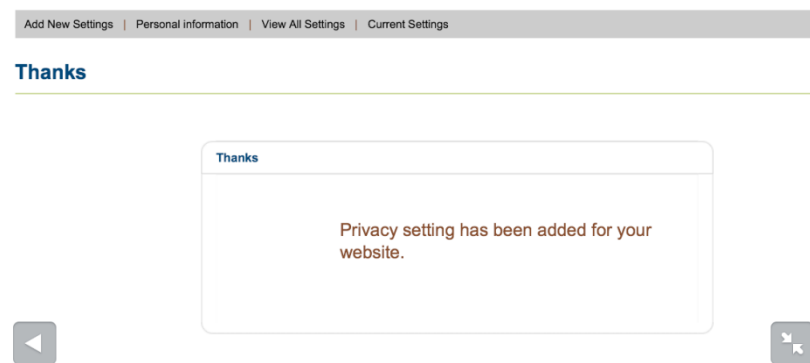 Add New Settings | Personal information | View All Settings | Current Settings
Thanks
Thanks
Privacy setting has been added for your
website.